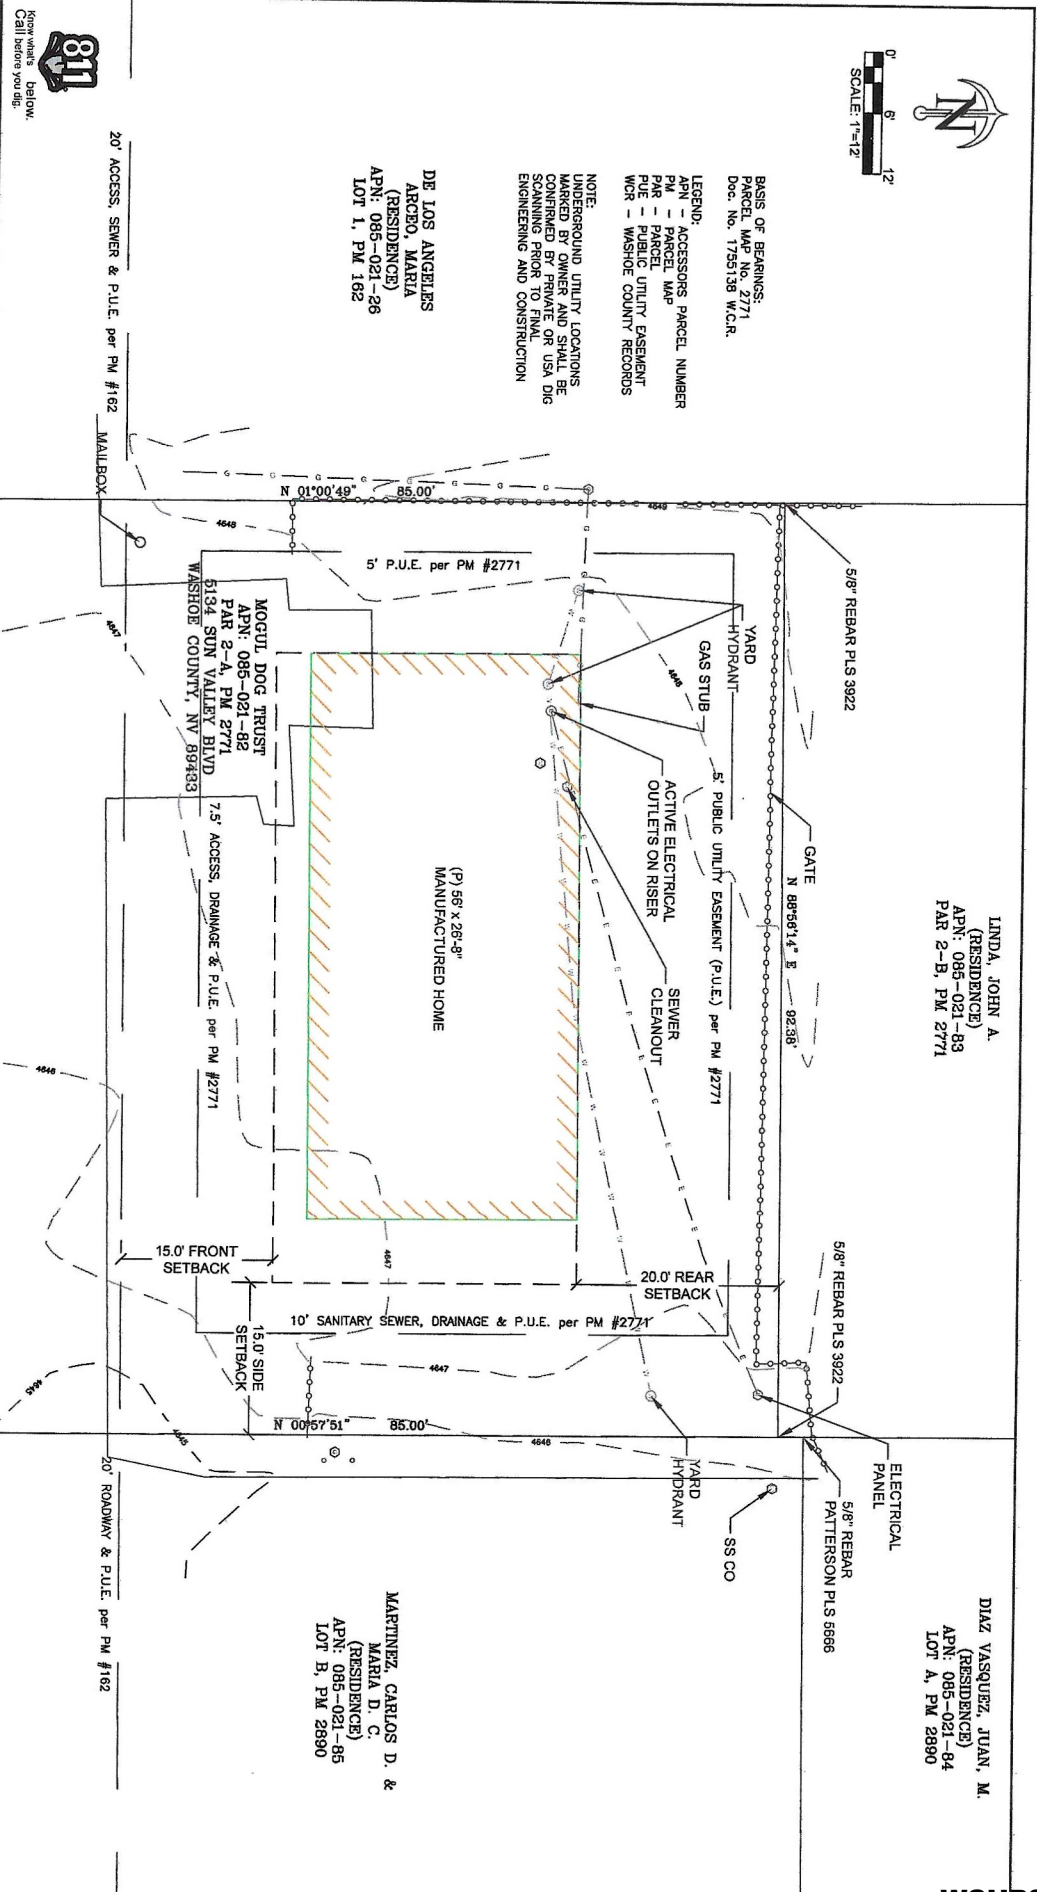 0'
6'
12'
SCALE: 1"=12'
N
BASIS OF BEARINGS:
PARCEL MAP No. 2771
Doc. No. 1755138 W.C.R.
LEGEND:
APN – ACCESSORS PARCEL NUMBER
PM – PARCEL MAP
PAR – PARCEL
PUE – PUBLIC UTILITY EASEMENT
WCR – WASHOE COUNTY RECORDS
NOTE:
UNDERGROUND UTILITY LOCATIONS
MARKED BY OWNER AND SHALL BE
CONFIRMED BY PRIVATE OR USA DIG
SCANNING PRIOR TO FINAL
ENGINEERING AND CONSTRUCTION
DE LOS ANGELES
ARCEO, MARIA
(RESIDENCE)
APN: 085-021-26
LOT 1, PM 162
20' ACCESS, SEWER & P.U.E. per PM #162
811
Know what's below.
Call before you dig.
MAILBOX
LINDA, JOHN A.
(RESIDENCE)
APN: 085-021-83
PAR 2-B, PM 2771
5/8" REBAR PLS 3922
GATE
N 88°56'14" E 92.38'
5/8" REBAR PLS 3922
N 01°00'49" 85.00'
4649
4648
5' P.U.E. per PM #2771
YARD
HYDRANT
GAS STUB
4648
5' PUBLIC UTILITY EASEMENT (P.U.E.) per PM #2771
ACTIVE ELECTRICAL
OUTLETS ON RISER
SEWER
CLEANOUT
(P) 56' x 26'-8"
MANUFACTURED HOME
MOGUL DOG TRUST
APN: 085-021-82
PAR 2-A, PM 2771
5134 SUN VALLEY BLVD
WASHOE COUNTY, NV 89433
7.5' ACCESS, DRAINAGE & P.U.E. per PM #2771
4647
4646
4647
20.0' REAR
SETBACK
15.0' FRONT
SETBACK
10' SANITARY SEWER, DRAINAGE & P.U.E. per PM #2771
15.0' SIDE
SETBACK
4647
N 00°57'51" 85.00'
4646
4645
4645
ELECTRICAL
PANEL
5/8" REBAR
PATTERSON PLS 5666
YARD
HYDRANT
SS CO
20' ROADWAY & P.U.E. per PM #162
DIAZ VASQUEZ, JUAN, M.
(RESIDENCE)
APN: 085-021-84
LOT A, PM 2890
MARTINEZ, CARLOS D. &
MARIA D. C.
(RESIDENCE)
APN: 085-021-85
LOT B, PM 2890